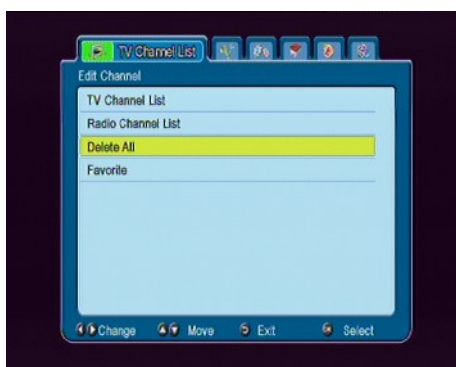 TV Channel List
Edit Channel
TV Channel List
Radio Channel List
Delete All
Favorite
Change Move Exit Select